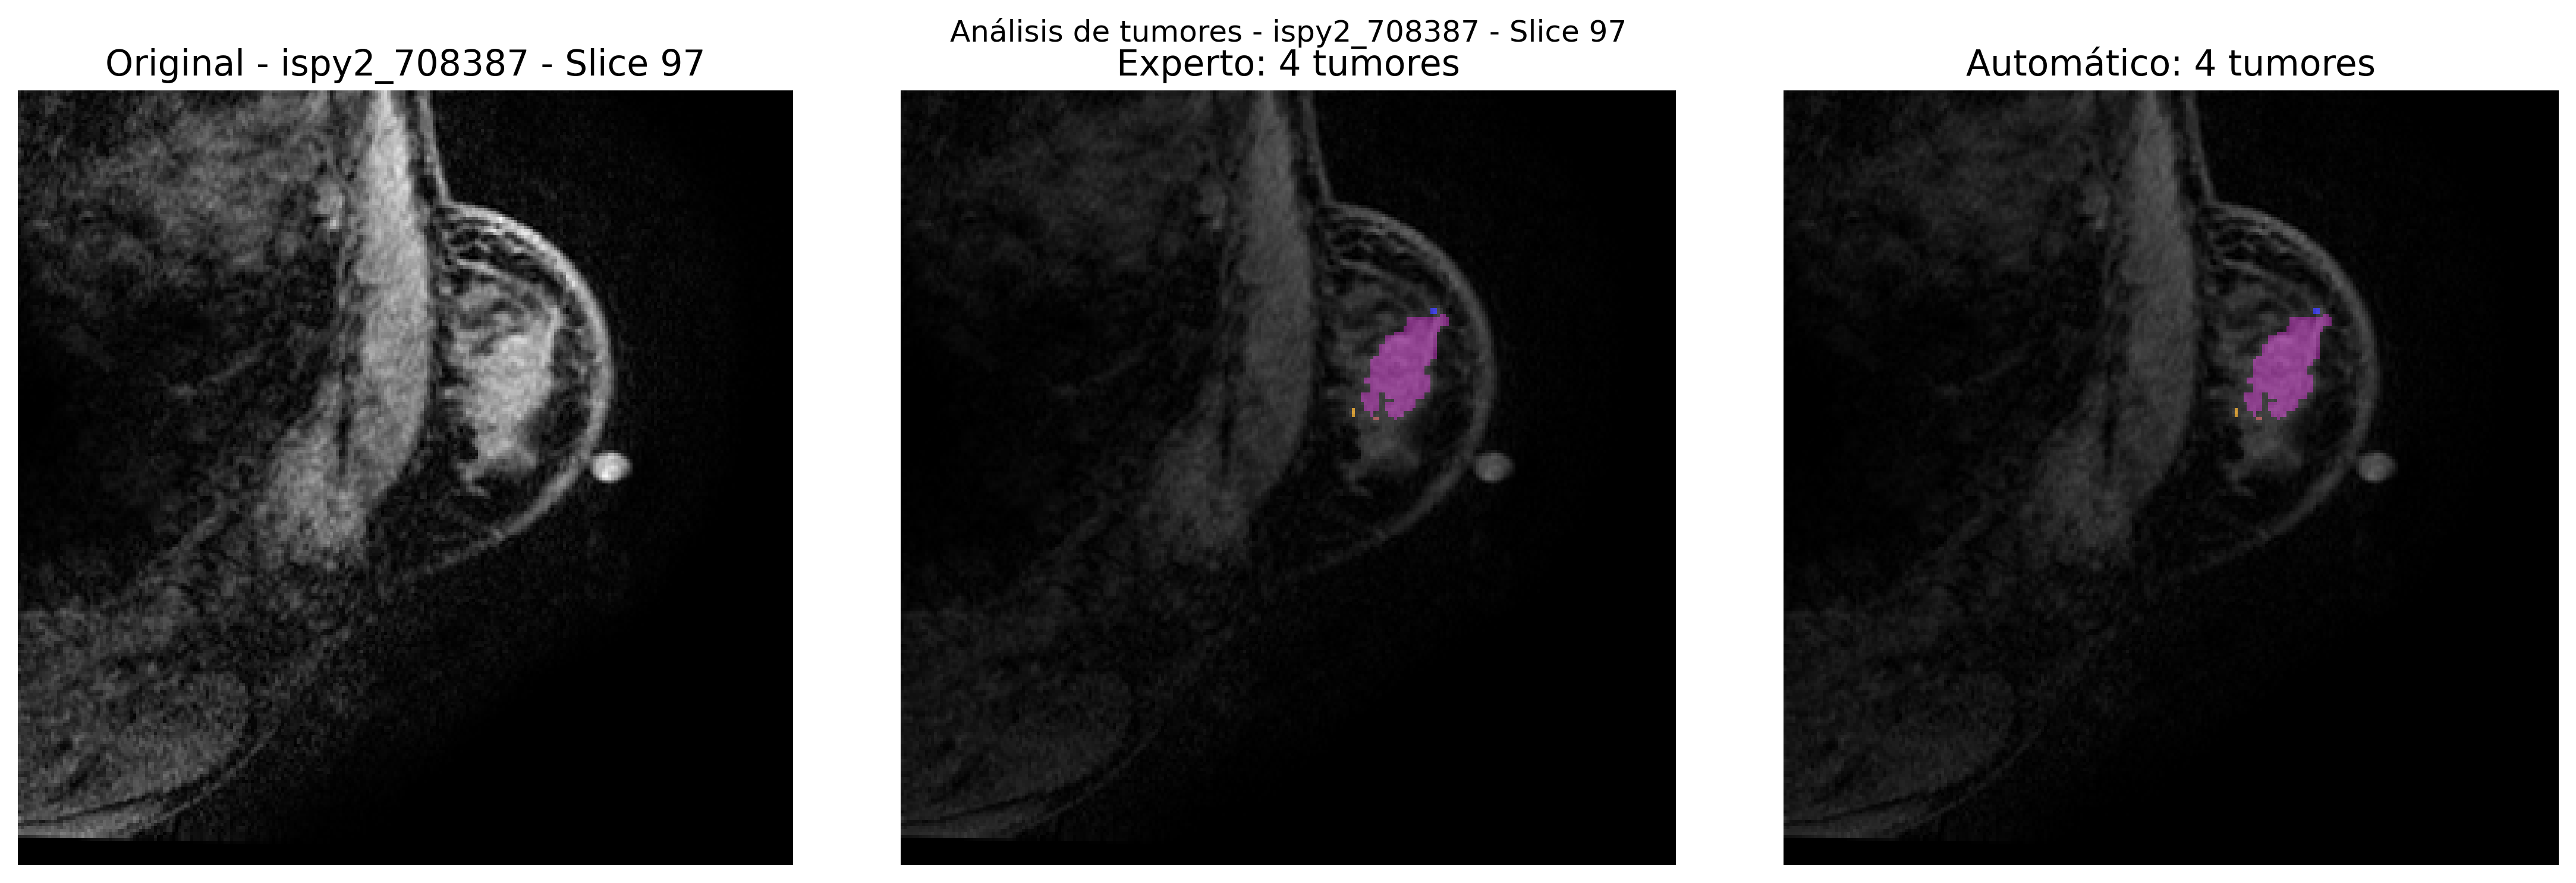 Análisis de tumores - ispy2_708387 - Slice 97
Original - ispy2_708387 - Slice 97
Experto: 4 tumores
Automático: 4 tumores